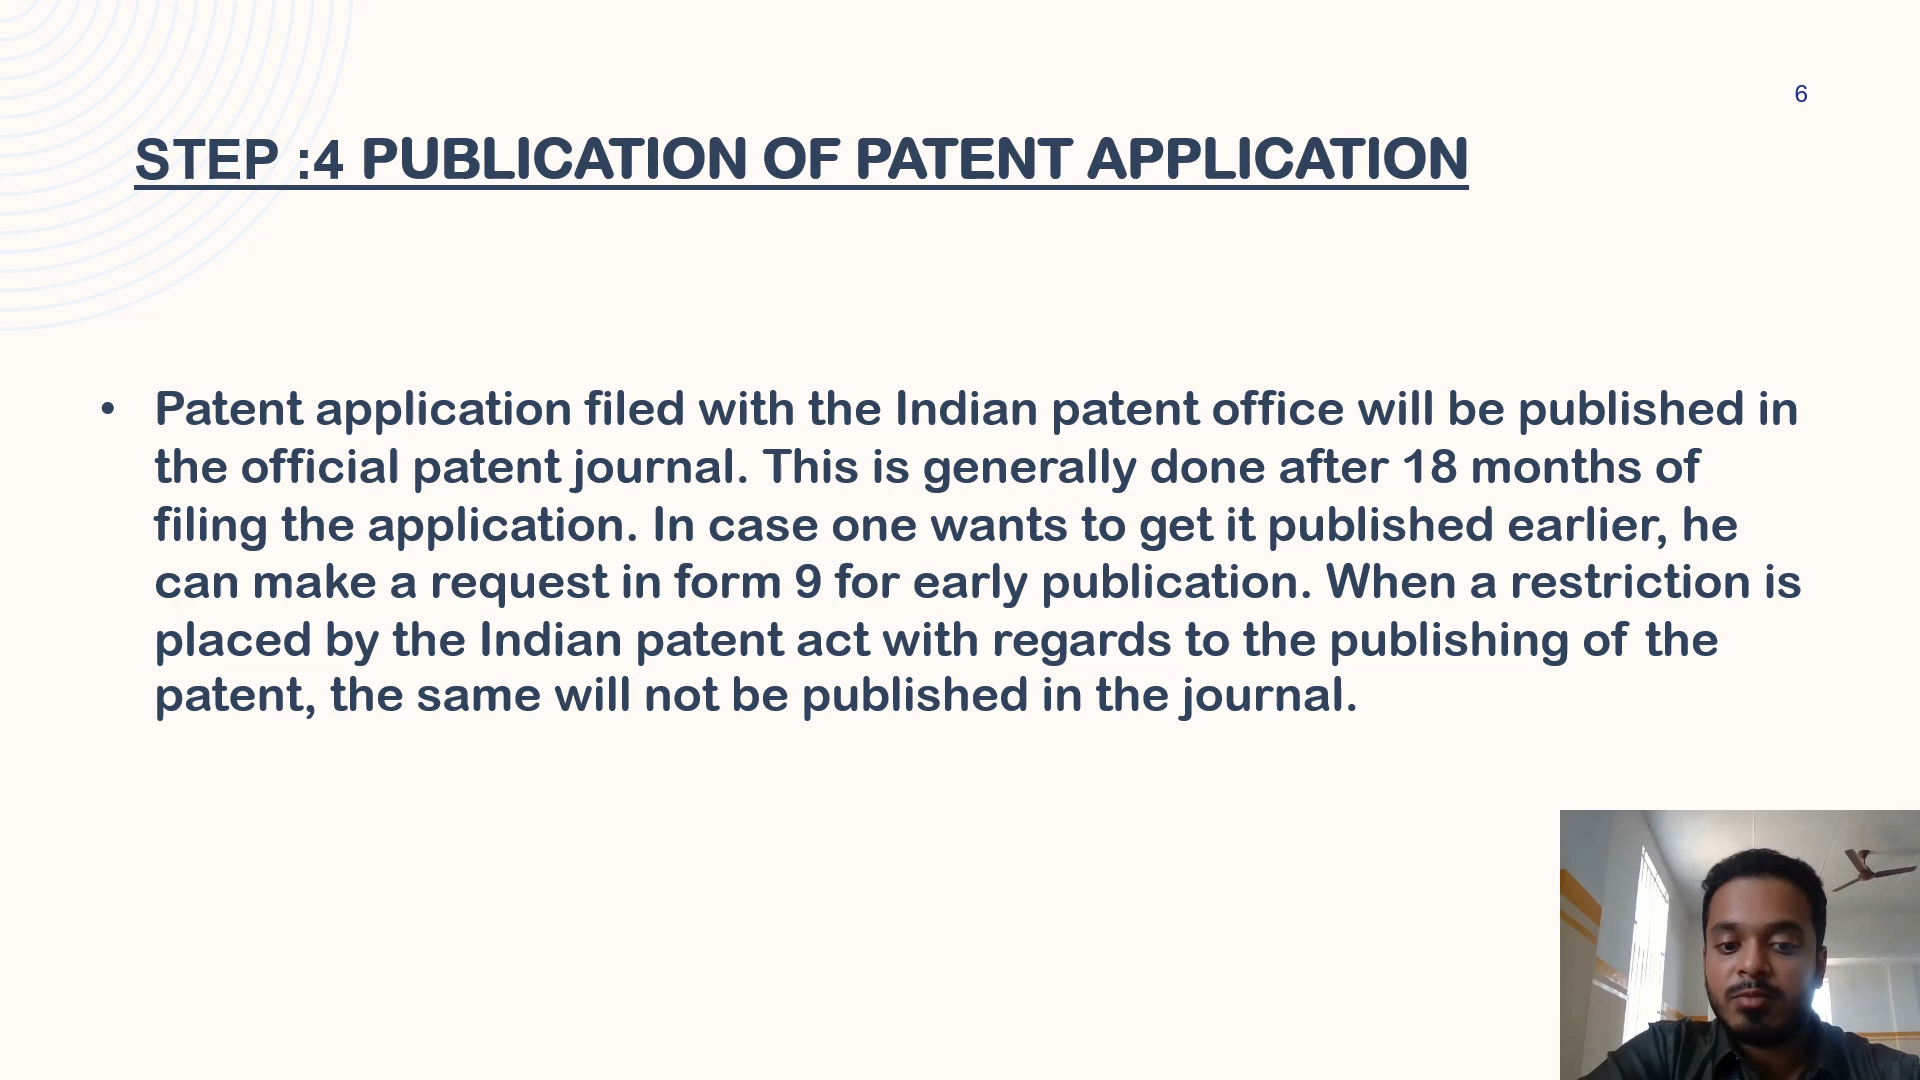 6
STEP :4 PUBLICATION OF PATENT APPLICATION
• Patent application filed with the Indian patent office will be published in
the official patent journal. This is generally done after 18 months of
filing the application. In case one wants to get it published earlier, he
can make a request in form 9 for early publication. When a restriction is
placed by the Indian patent act with regards to the publishing of the
patent, the same will not be published in the journal.